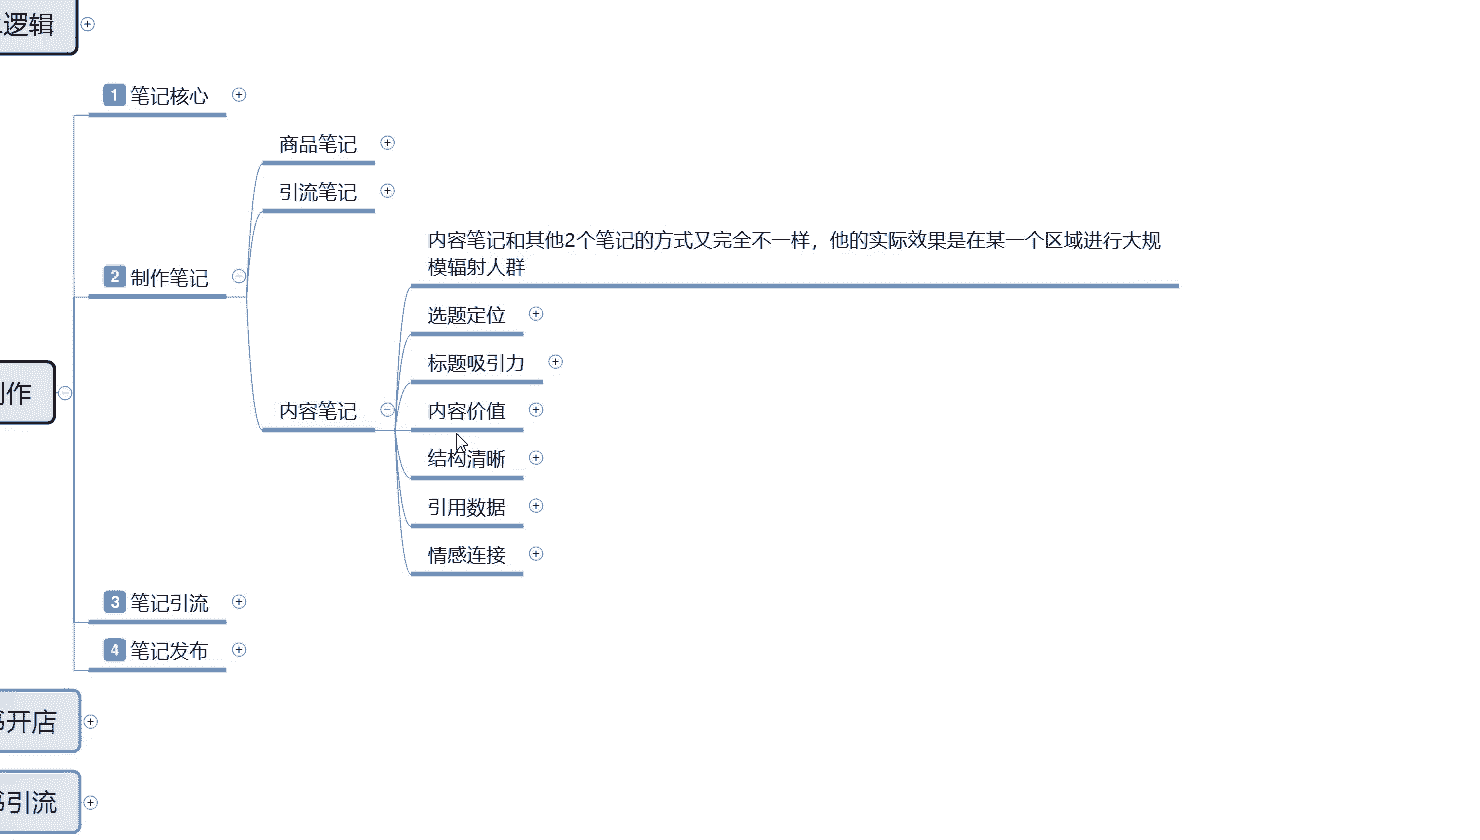 逻辑
1 笔记核心
商品笔记
引流笔记
内容笔记和其他2个笔记的方式又完全不一样，他的实际效果是在某一个区域进行大规
模辐射人群
2 制作笔记
选题定位
标题吸引力
作
内容笔记
内容价值
结构清晰
引用数据
情感连接
3 笔记引流
4 笔记发布
开店
引流